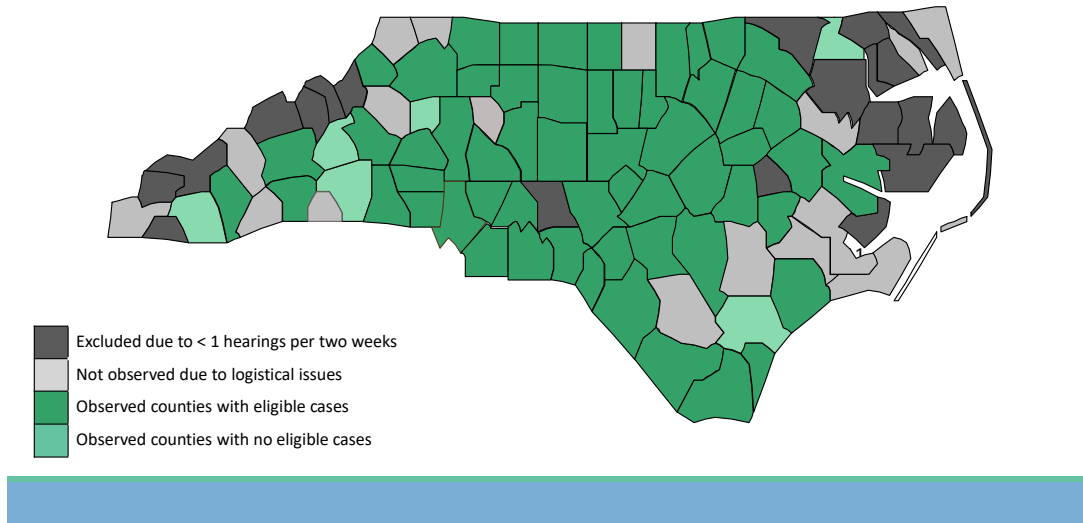 Excluded due to < 1 hearings per two weeks
Not observed due to logistical issues
Observed counties with eligible cases
Observed counties with no eligible cases